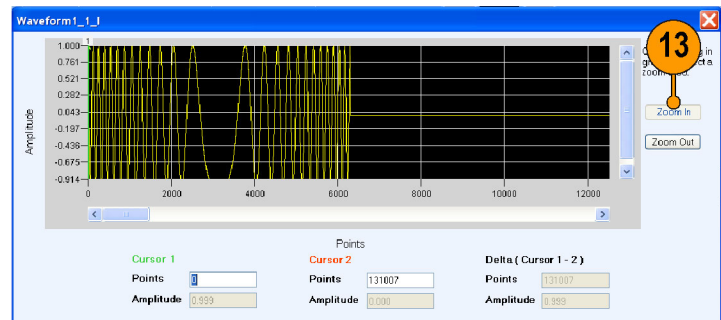 Waveform1_1_I
1
1.000
0.761
0.521
0.282
0.043
-0.197
-0.436
-0.675
-0.914
Amplitude
0 2000 4000 6000 8000 10000 12000
Points
13
in
a
zoom
Zoom In
Zoom Out
Cursor 1
Points 0
Amplitude 0.999
Cursor 2
Points 131007
Amplitude 0.000
Delta ( Cursor 1 - 2 )
Points 131007
Amplitude 0.999